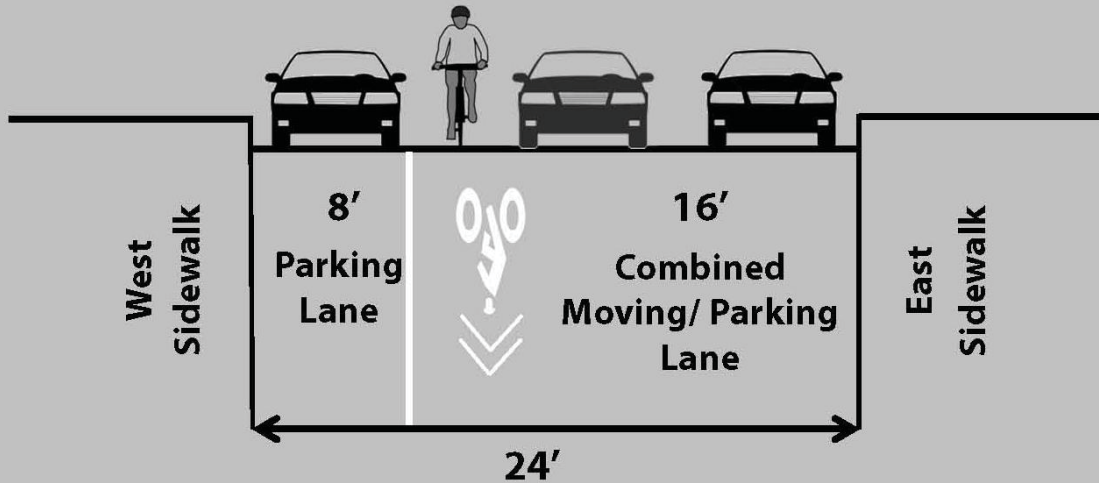 8’
Parking
Lane
16’
Combined
Moving/ Parking
Lane
West
Sidewalk
East
Sidewalk
24’